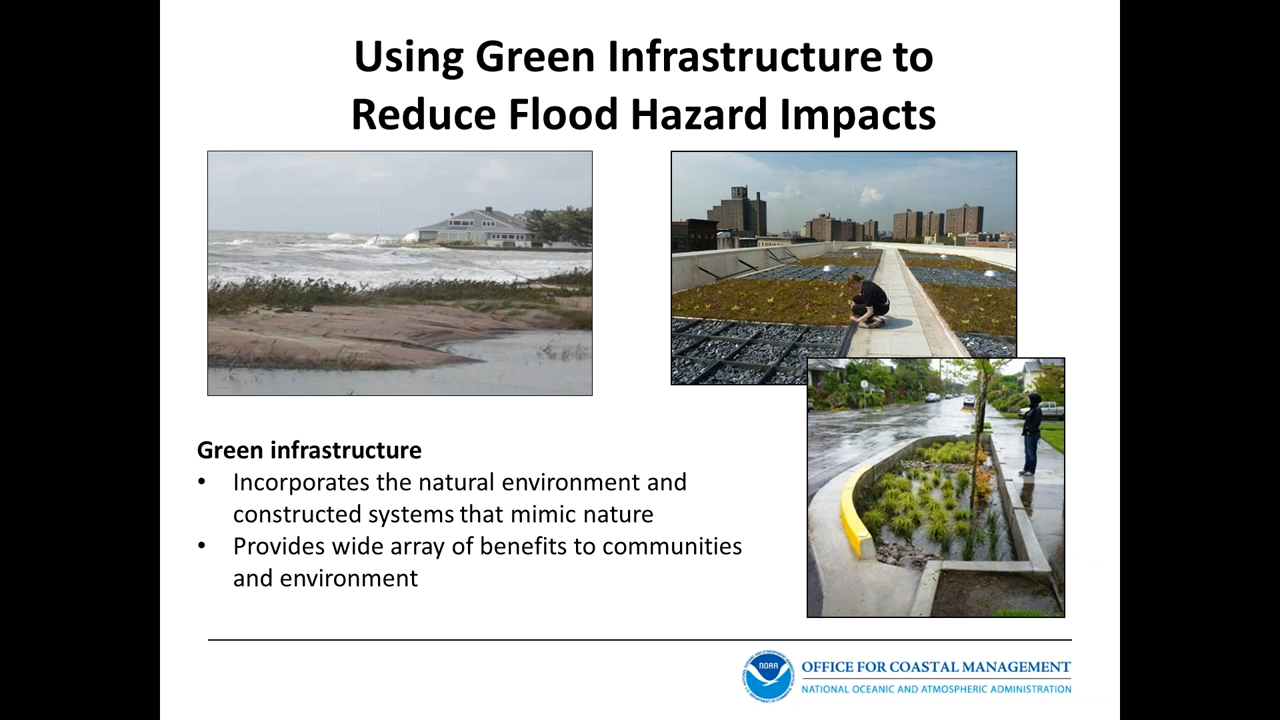 Using Green Infrastructure to
Reduce Flood Hazard Impacts
Green infrastructure
• Incorporates the natural environment and
constructed systems that mimic nature
• Provides wide array of benefits to communities
and environment
NOAA
OFFICE FOR COASTAL MANAGEMENT
NATIONAL OCEANIC AND ATMOSPHERIC ADMINISTRATION